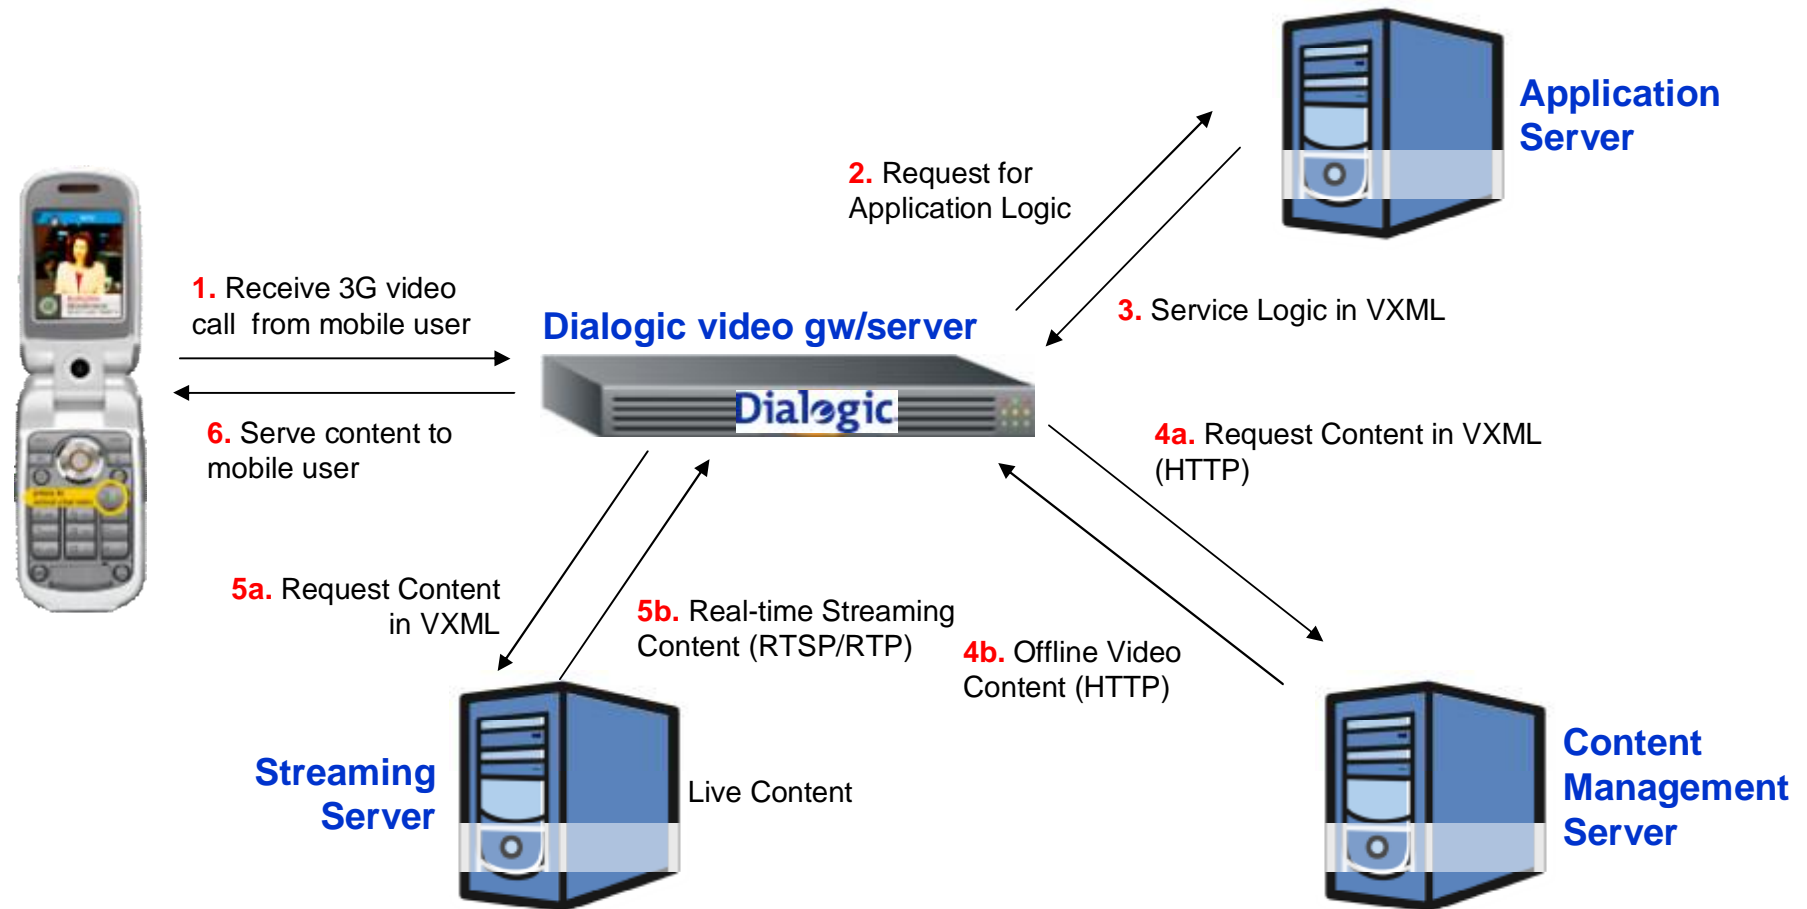 Application
Server
2. Request for
Application Logic
1. Receive 3G video
call from mobile user
3. Service Logic in VXML
Dialogic video gw/server
Dialogic
6. Serve content to
mobile user
4a. Request Content in VXML
(HTTP)
5a. Request Content
in VXML
5b. Real-time Streaming
Content (RTSP/RTP)
4b. Offline Video
Content (HTTP)
Streaming
Server
Live Content
Content
Management
Server